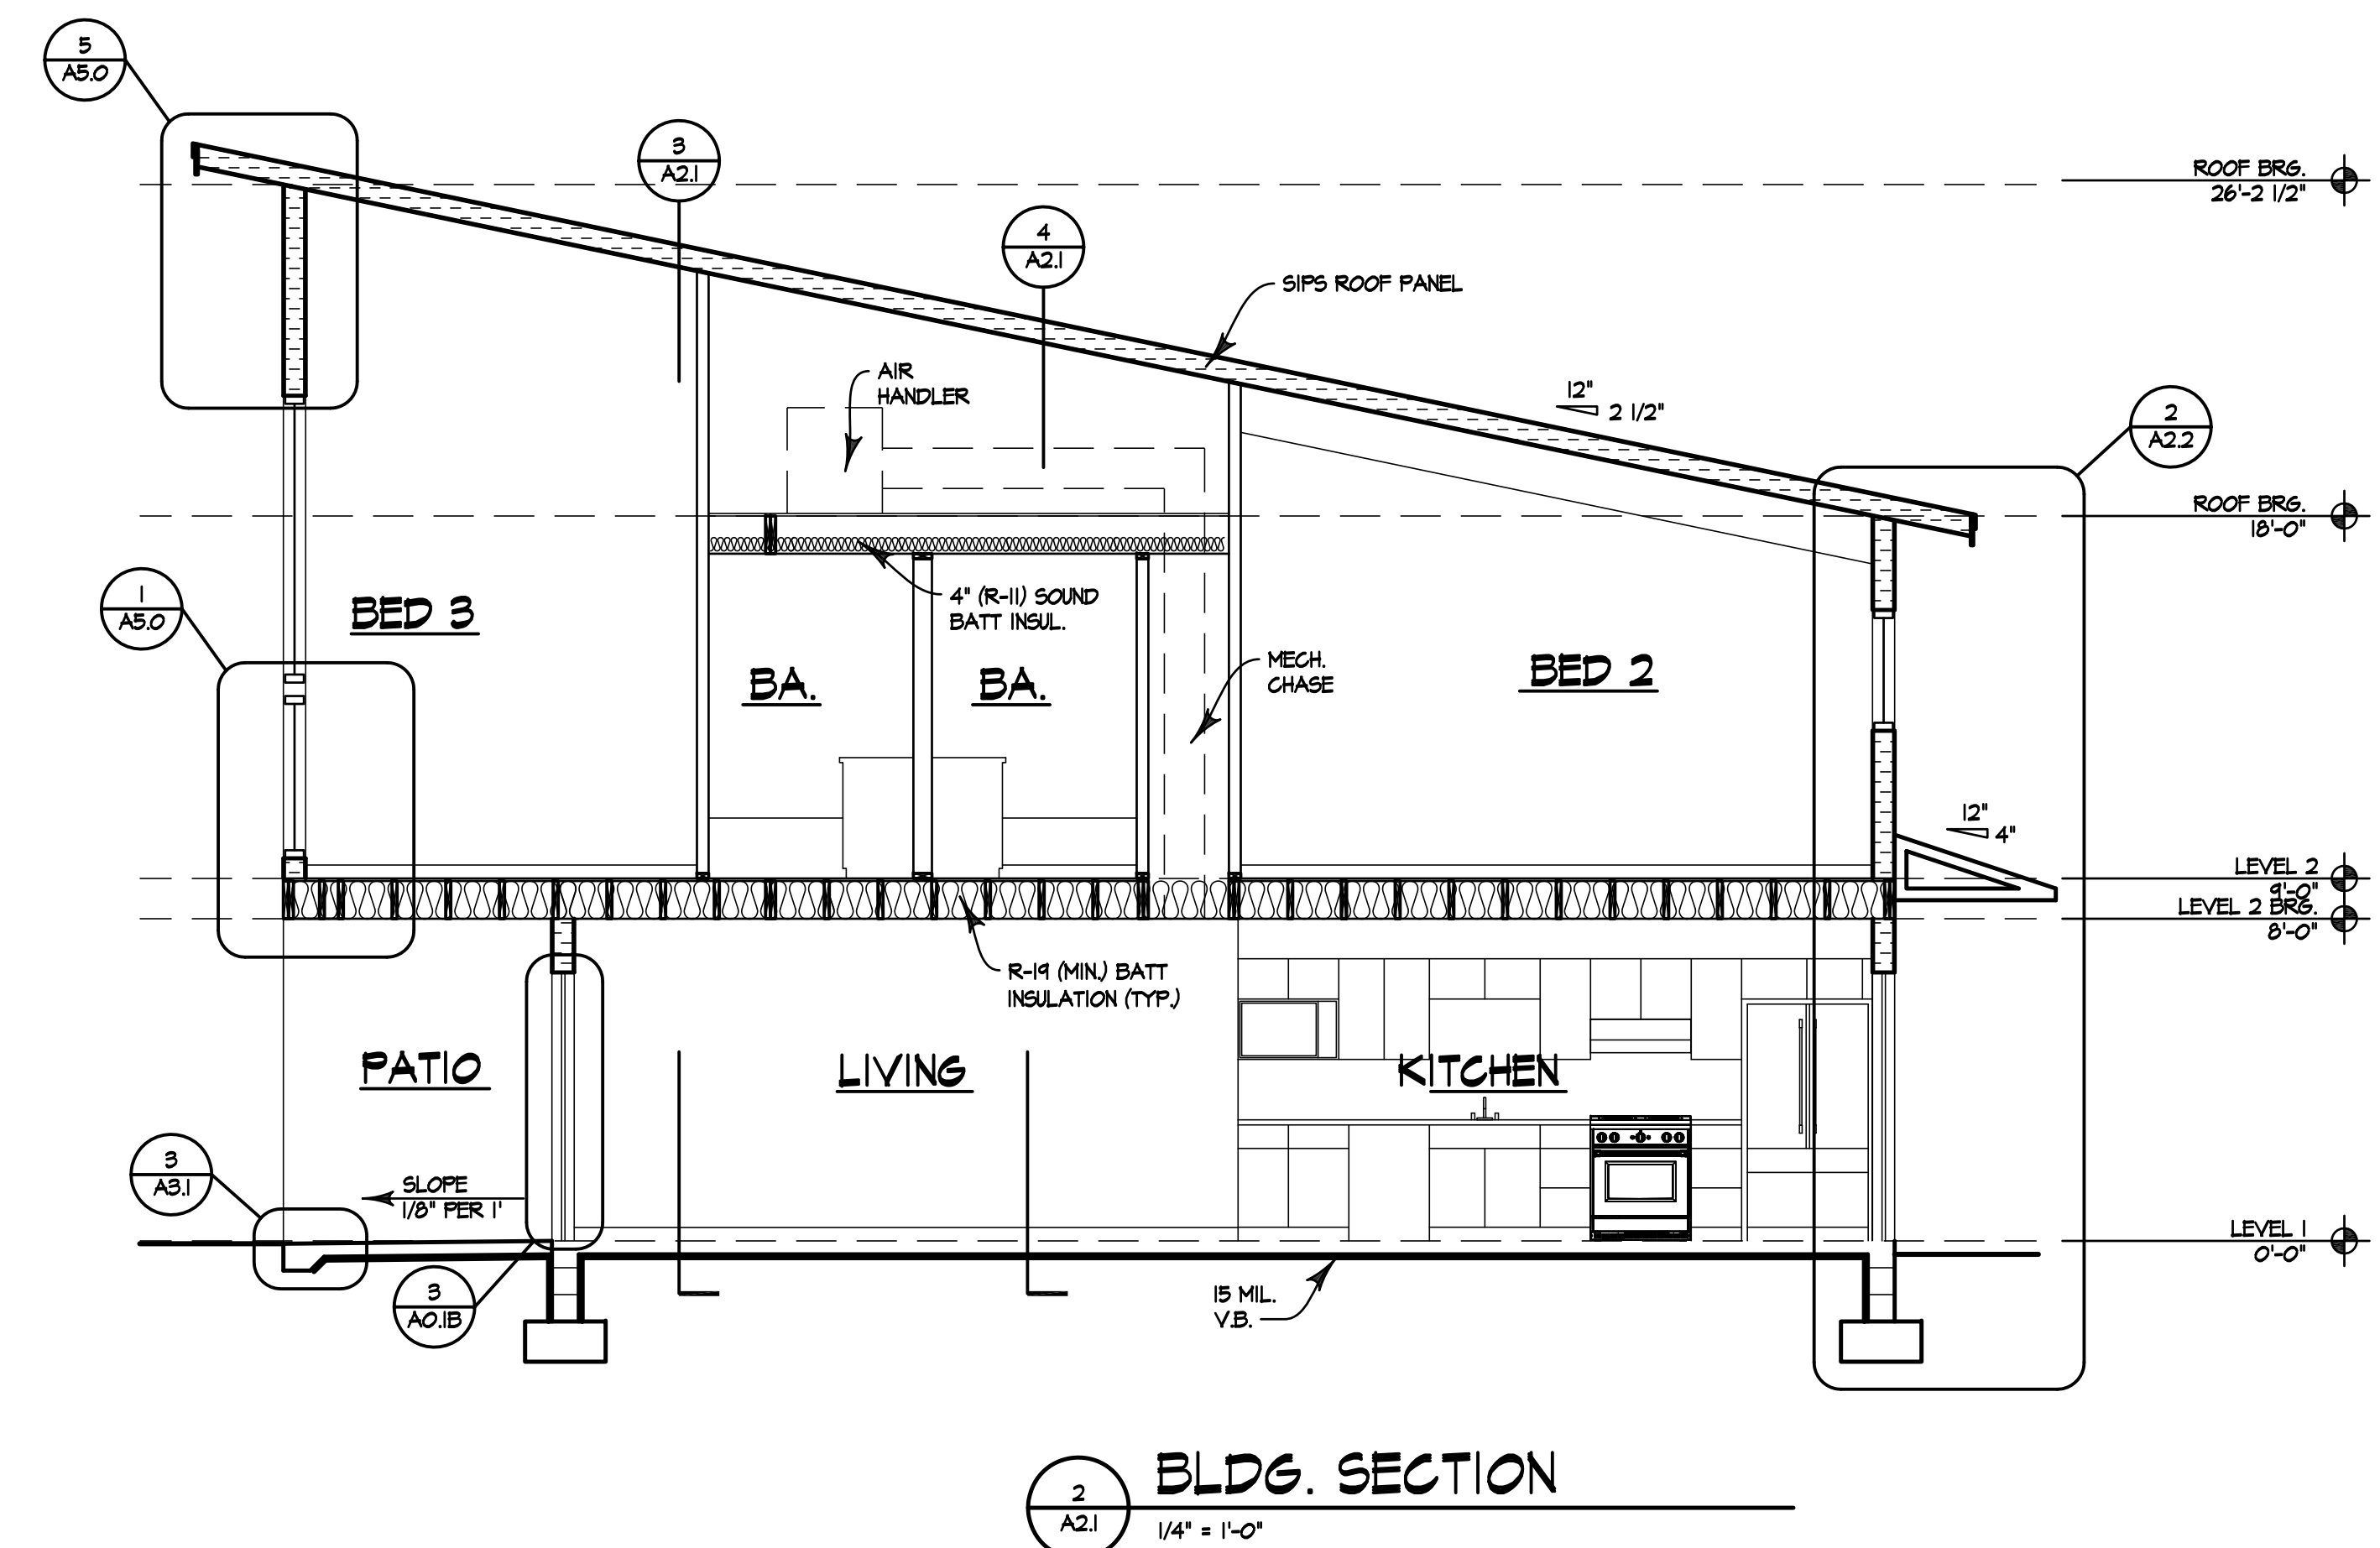 5
A5.0
3
A2.1
ROOF BRG.
26'-2 1/2"
4
A2.1
SIPS ROOF PANEL
AIR
HANDLER
12"
2 1/2"
2
A2.2
ROOF BRG.
18'-0"
1
A5.0
BED 3
4" (R-11) SOUND
BATT INSUL.
BA.
BA.
MECH.
CHASE
BED 2
12"
4"
LEVEL 2
9'-0"
LEVEL 2 BRG.
8'-0"
R-19 (MIN.) BATT
INSULATION (TYP.)
PATIO
LIVING
KITCHEN
3
A3.1
SLOPE
1/8" PER 1'
LEVEL 1
0'-0"
3
A0.1B
15 MIL.
V.B.
2
A2.1
BLDG. SECTION
1/4" = 1'-0"